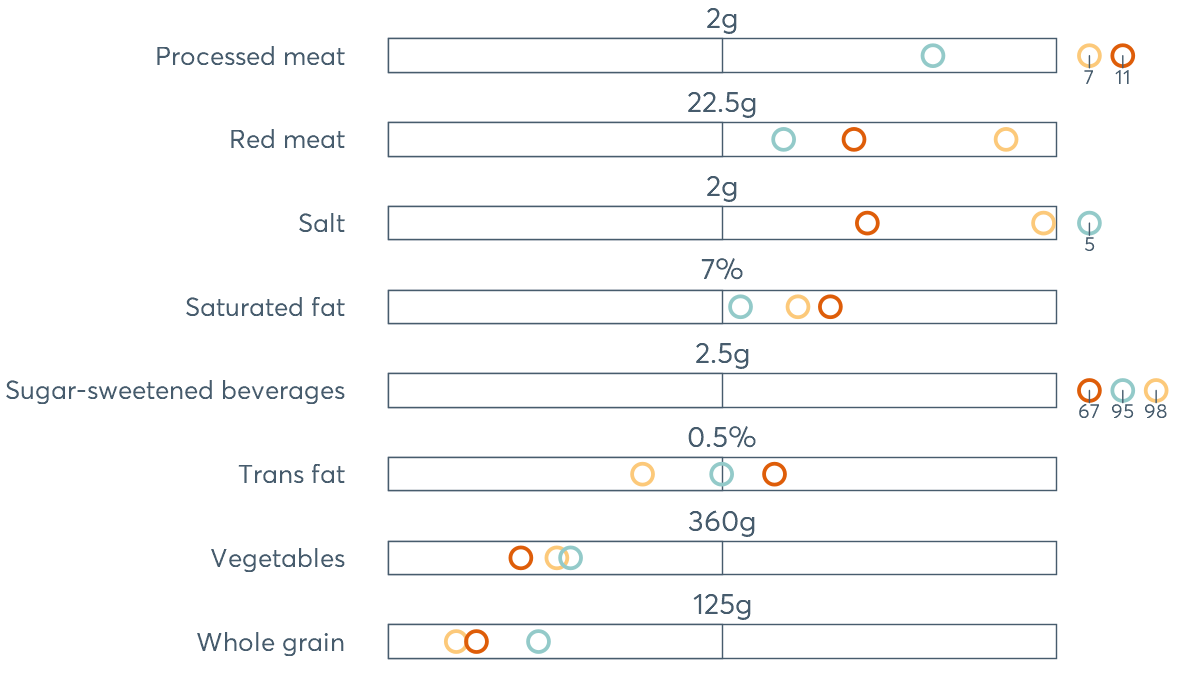 2g
Processed meat
7 11
22.5g
Red meat
2g
Salt
5
7%
Saturated fat
2.5g
Sugar-sweetened beverages
67 95 98
0.5%
Trans fat
360g
Vegetables
125g
Whole grain